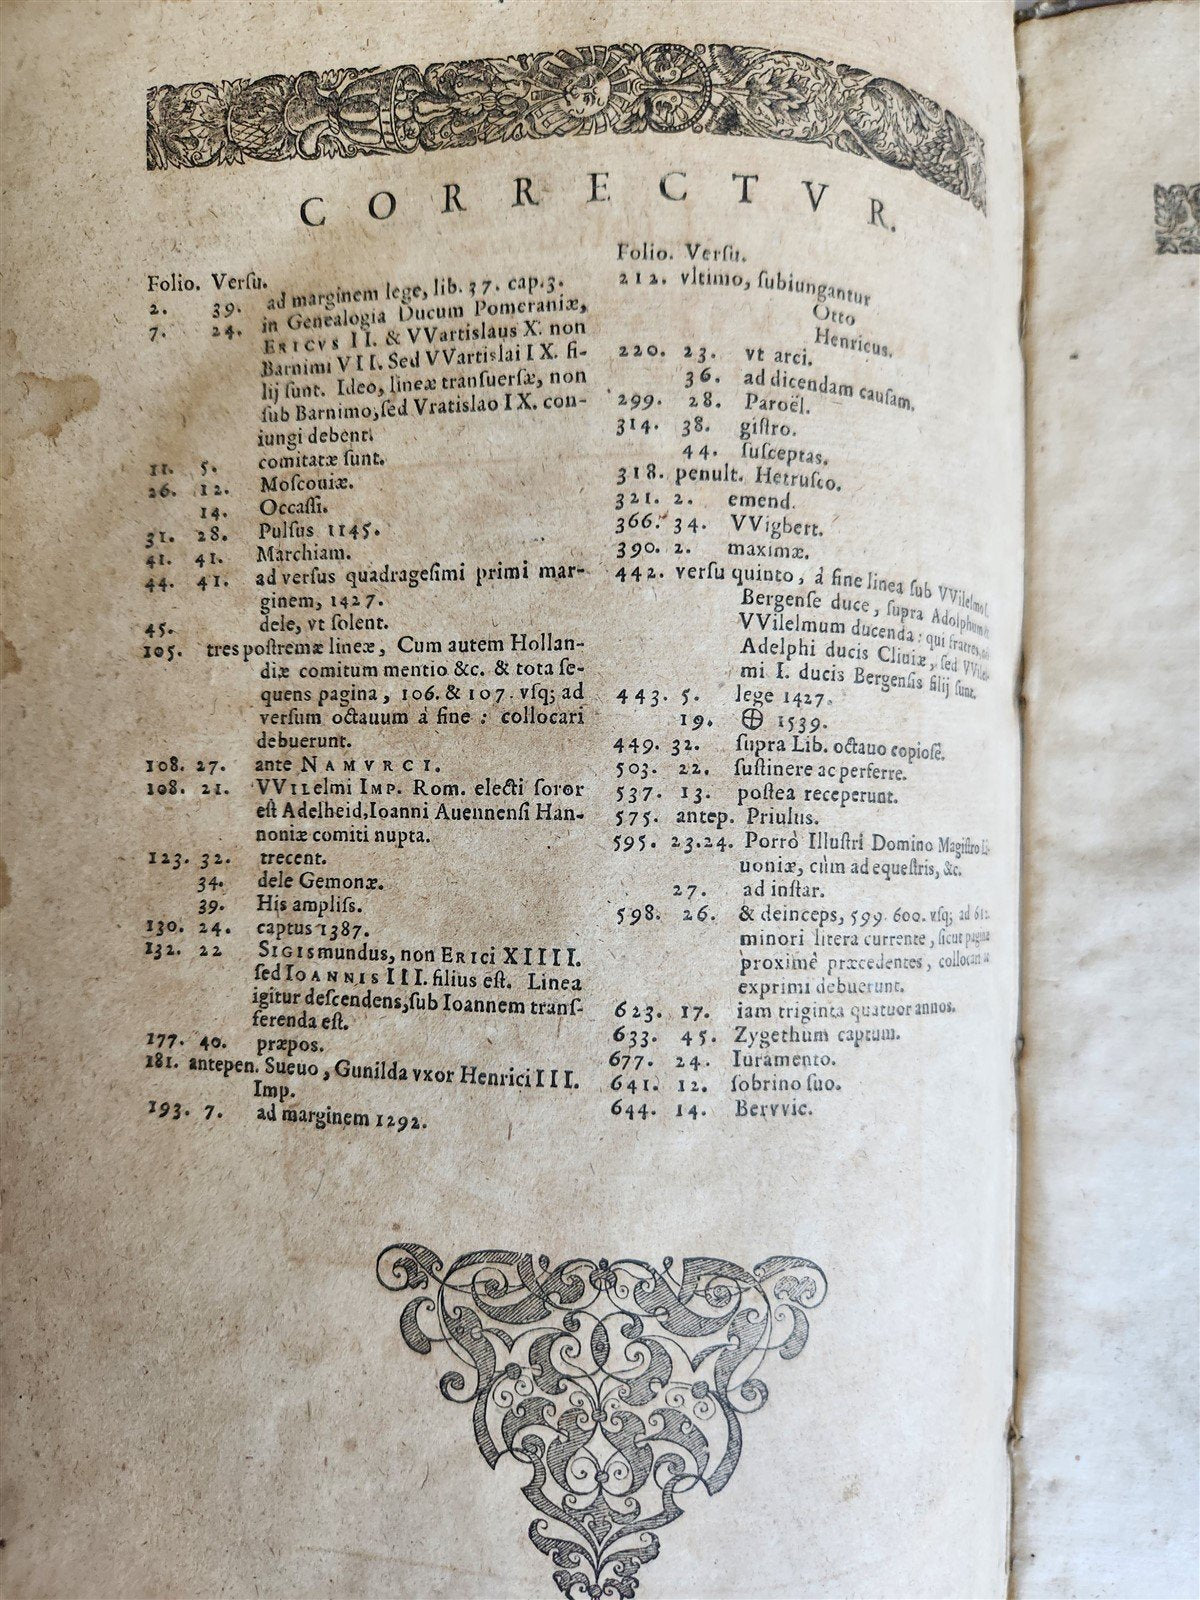 CORRECTVR.
Folio. Versu.
2. 39. ad marginem lege, lib. 37. cap. 3.
7. 24. in Genealogia Ducum Pomeraniæ,
ERICVS II. & VVartislaus X. non
Barnimi VII. Sed VVartislai IX. fi-
lij ſunt. Ideo, lineæ tranſuerſæ, non
ſub Barnimo, ſed Vratislao IX. con-
iungi debent.
11. 5. comitatæ ſunt.
26. 12. Moſcouiæ.
14. Occaſſi.
31. 28. Pulſus 1145.
41. 41. Marchiam.
44. 41. ad verſus quadrageſimi primi mar-
ginem, 1427.
45. dele, vt ſolent.
105. tres poſtremæ lineæ, Cum autem Hollan-
diæ comitum mentio &c. & tota ſe-
quens pagina, 106. & 107. vſq; ad
verſum octauum à fine: collocari
debuerunt.
108. 27. ante NAMVRCI.
108. 21. VVILelmi IMP. Rom. electi ſoror
eſt Adelheid, Ioanni Auennenſi Han-
noniæ comiti nupta.
123. 32. trecent.
34. dele Gemonæ.
39. His ampliſs.
130. 24. captus 1387.
132. 22 SIGISmundus, non ERICI XIIII.
ſed IOANNIS III. filius eſt. Linea
igitur deſcendens, ſub Ioannem tranſ-
ferenda eſt.
177. 40. præpos.
181. antepen. Sueuo, Gunilda vxor Henrici III.
Imp.
193. 7. ad marginem 1292.
Folio. Verſu.
212. vltimo, ſubiungantur
Otto
Henricus.
220. 23. vt arci.
36. ad dicendam cauſam.
299. 28. Paroël.
314. 38. giſtro.
44. ſuſceptas.
318. penult. Hetruſco.
321. 2. emend.
366. 34. VVigbert.
390. 2. maximæ.
442. verſu quinto, à fine linea ſub VVilelmo I.
Bergenſe duce, ſupra Adolphum &
VVilelmum ducenda: qui fratres,
Adelphi ducis Cliuiæ, ſed VVilel-
mi I. ducis Bergenſis filij ſunt.
443. 5. lege 1427.
19. ⊕ 1539.
449. 32. ſupra Lib. octauo copioſè.
503. 22. ſuſtinere ac perferre.
537. 13. poſtea receperunt.
575. antep. Priulus.
595. 23.24. Porrò Illuſtri Domino Magiſtro Li-
uoniæ, cùm ad equeſtris, &c.
27. ad inſtar.
598. 26. & deinceps, 599. 600. vſq; ad 612.
minori litera currente, ſicut pagina
proximè præcedentes, collocari
exprimi debuerunt.
623. 17. iam triginta quatuor annos.
633. 45. Zygethum captum.
677. 24. Iuramento.
641. 12. ſobrino ſuo.
644. 14. Bervvic.